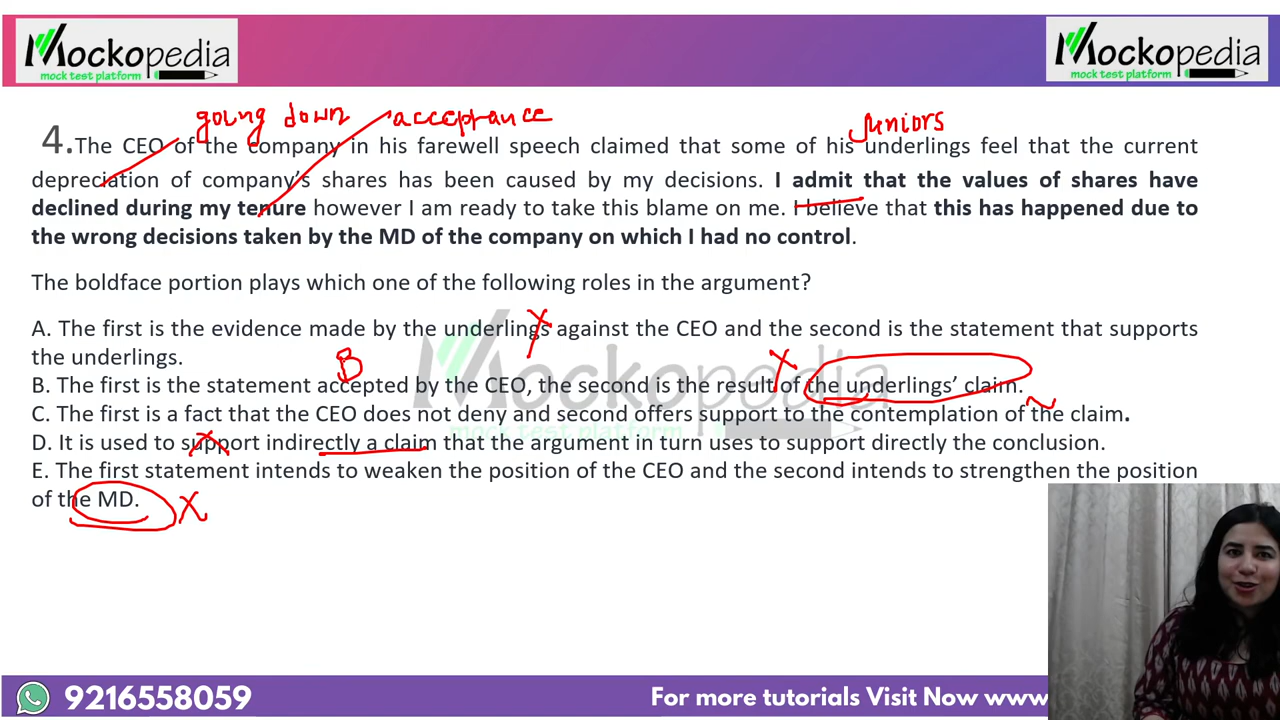 Mockopedia
mock test platform
Mockopedia
mock test platform
going down
acceptance
Juniors
4. The CEO of the company in his farewell speech claimed that some of his underlings feel that the current
depreciation of company's shares has been caused by my decisions. I admit that the values of shares have
declined during my tenure however I am ready to take this blame on me. I believe that this has happened due to
the wrong decisions taken by the MD of the company on which I had no control.
The boldface portion plays which one of the following roles in the argument?
A. The first is the evidence made by the underlings against the CEO and the second is the statement that supports
the underlings.
B
B. The first is the statement accepted by the CEO, the second is the result of the underlings' claim.
C. The first is a fact that the CEO does not deny and second offers support to the contemplation of the claim.
D. It is used to support indirectly a claim that the argument in turn uses to support directly the conclusion.
E. The first statement intends to weaken the position of the CEO and the second intends to strengthen the position
of the MD.
Mockopedia
mock test platform
9216558059
For more tutorials Visit Now www